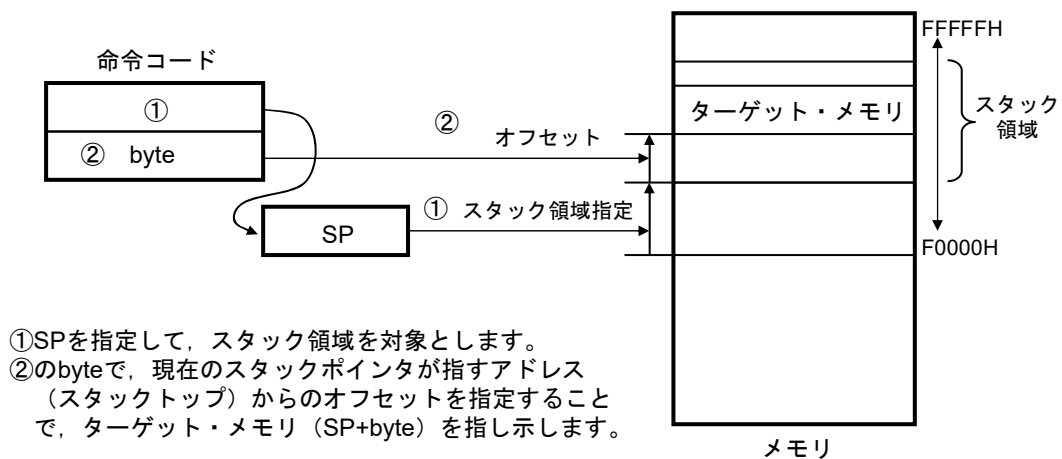 FFFFFH
命令コード
①
② byte
②
オフセット
ターゲット・メモリ
スタック
領域
① スタック領域指定
SP
F0000H
①SPを指定して，スタック領域を対象とします。
②のbyteで，現在のスタックポインタが指すアドレス
（スタックトップ）からのオフセットを指定すること
で，ターゲット・メモリ（SP+byte）を指し示します。
メモリ